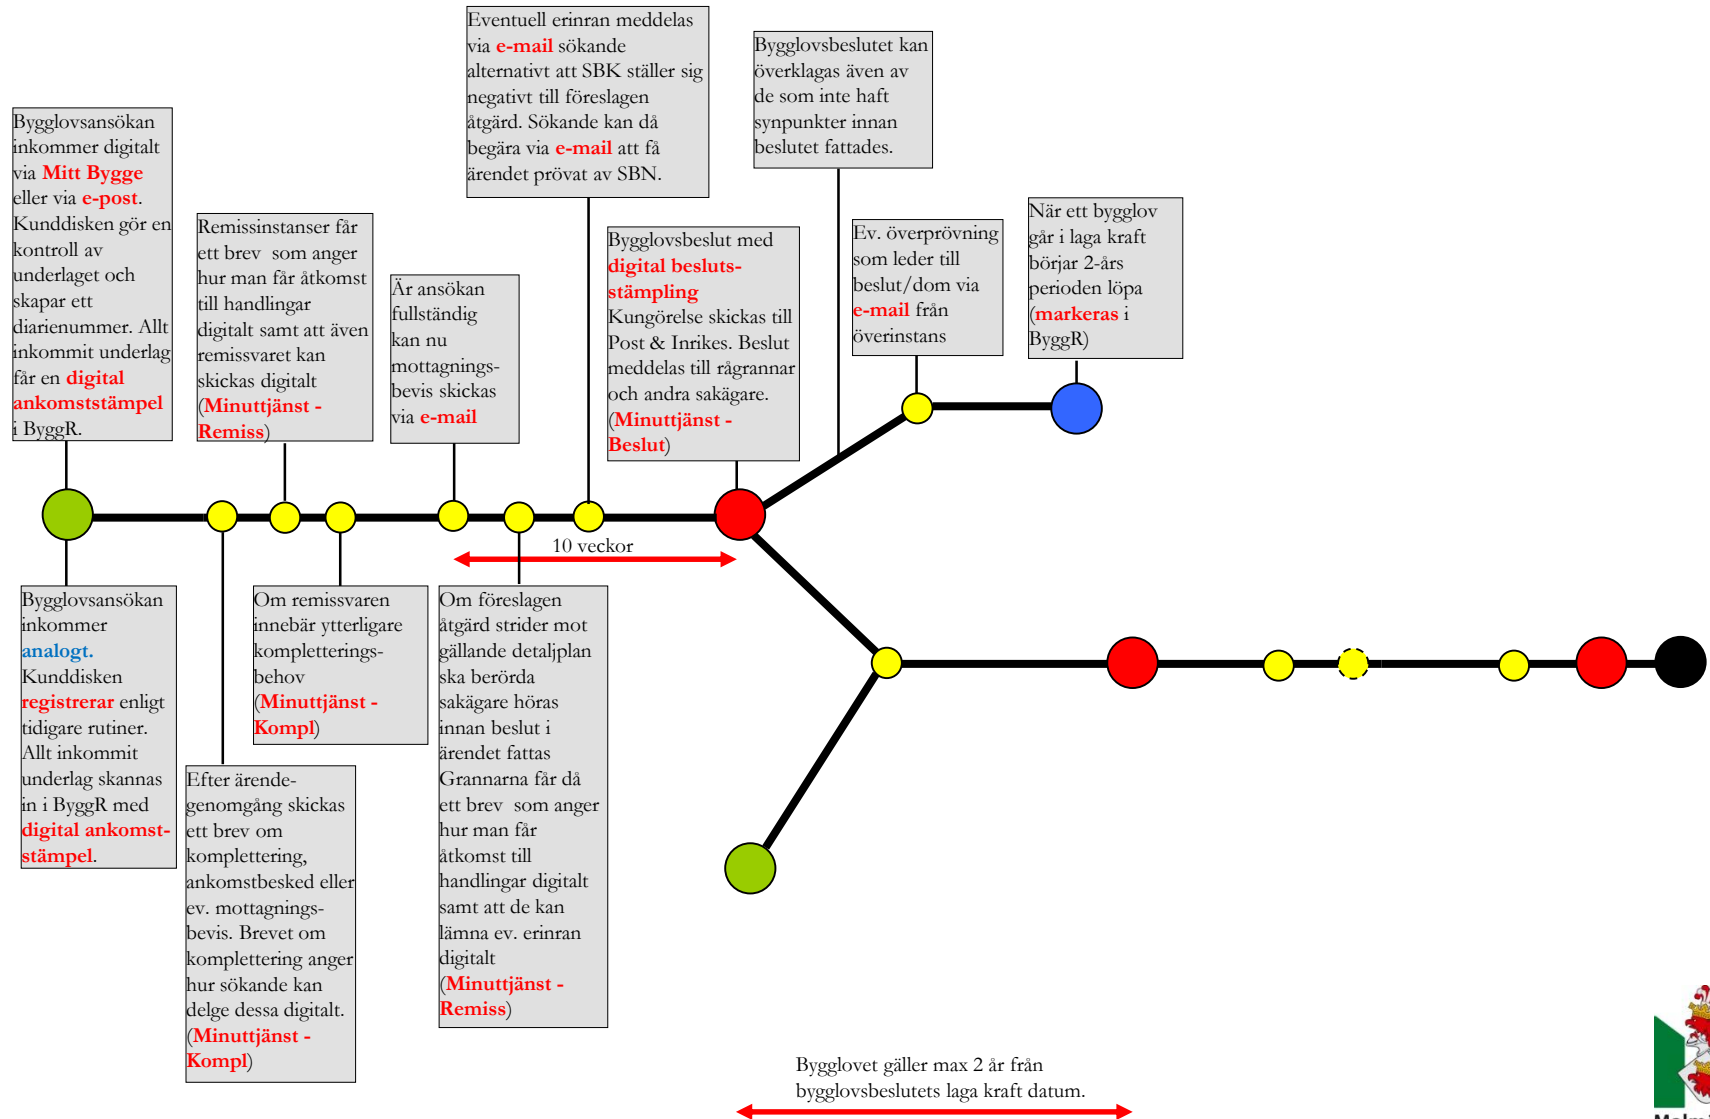 Bygglovsansökan
inkommer digitalt
via Mitt Bygge
eller via e-post.
Kunddisken gör en
kontroll av
underlaget och
skapar ett
diarienummer. Allt
inkommit underlag
får en digital
ankomststämpel
i ByggR.
Remissinstanser får
ett brev som anger
hur man får åtkomst
till handlingar
digitalt samt att även
remissvaret kan
skickas digitalt
(Minuttjänst -
Remiss)
Är ansökan
fullständig
kan nu
mottagnings-
bevis skickas
via e-mail
Eventuell erinran meddelas
via e-mail sökande
alternativt att SBK ställer sig
negativt till föreslagen
åtgärd. Sökande kan då
begära via e-mail att få
ärendet prövat av SBN.
Bygglovsbeslut med
digital besluts-
stämpling
Kungörelse skickas till
Post & Inrikes. Beslut
meddelas till rågrannar
och andra sakägare.
(Minuttjänst -
Beslut)
Bygglovsbeslutet kan
överklagas även av
de som inte haft
synpunkter innan
beslutet fattades.
Ev. överprövning
som leder till
beslut/dom via
e-mail från
överinstans
När ett bygglov
går i laga kraft
börjar 2-års
perioden löpa
(markeras i
ByggR)
10 veckor
Bygglovsansökan
inkommer
analogt.
Kunddisken
registrerar enligt
tidigare rutiner.
Allt inkommit
underlag skannas
in i ByggR med
digital ankomst-
stämpel.
Efter ärende-
genomgång skickas
ett brev om
komplettering,
ankomstbesked eller
ev. mottagnings-
bevis. Brevet om
komplettering anger
hur sökande kan
delge dessa digitalt.
(Minuttjänst -
Kompl)
Om remissvaren
innebär ytterligare
kompletterings-
behov
(Minuttjänst -
Kompl)
Om föreslagen
åtgärd strider mot
gällande detaljplan
ska berörda
sakägare höras
innan beslut i
ärendet fattas
Grannarna får då
ett brev som anger
hur man får
åtkomst till
handlingar digitalt
samt att de kan
lämna ev. erinran
digitalt
(Minuttjänst -
Remiss)
Bygglovet gäller max 2 år från
bygglovsbeslutets laga kraft datum.